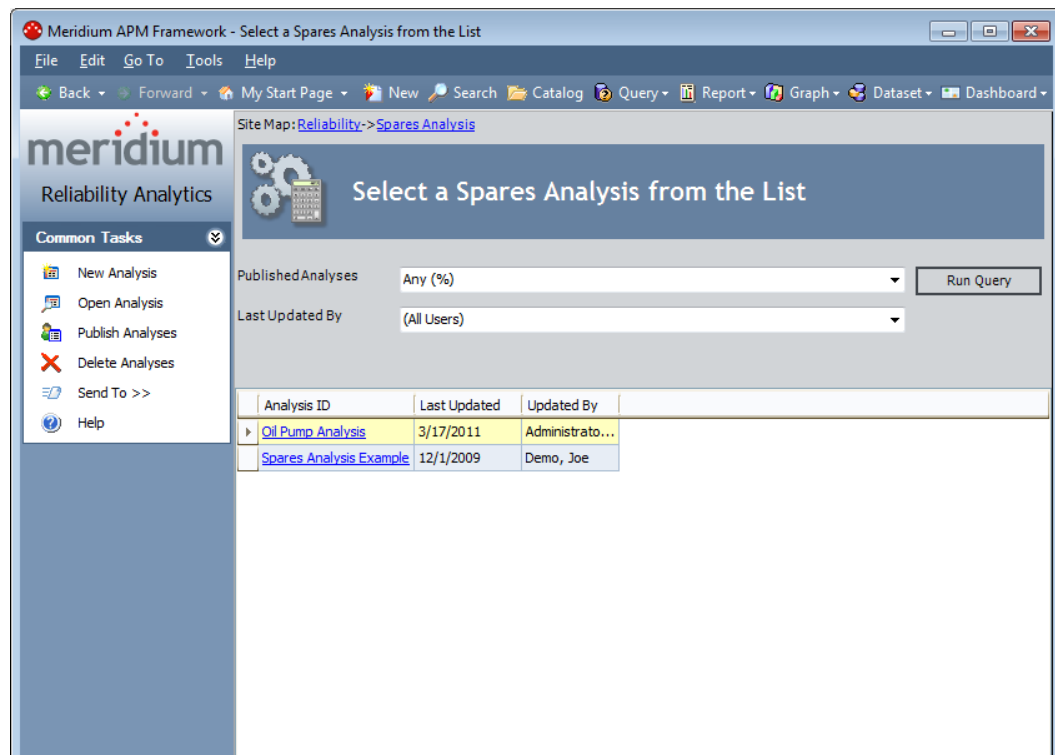 Meridium APM Framework - Select a Spares Analysis from the List
File Edit Go To Tools Help
Back Forward My Start Page New Search Catalog Query Report Graph Dataset Dashboard
meridium
Reliability Analytics
Common Tasks
New Analysis
Open Analysis
Publish Analyses
Delete Analyses
Send To >>
Help
Site Map: Reliability->Spares Analysis
Select a Spares Analysis from the List
Published Analyses Any (%) Run Query
Last Updated By (All Users)
Analysis ID Last Updated Updated By
Oil Pump Analysis 3/17/2011 Administrato...
Spares Analysis Example 12/1/2009 Demo, Joe